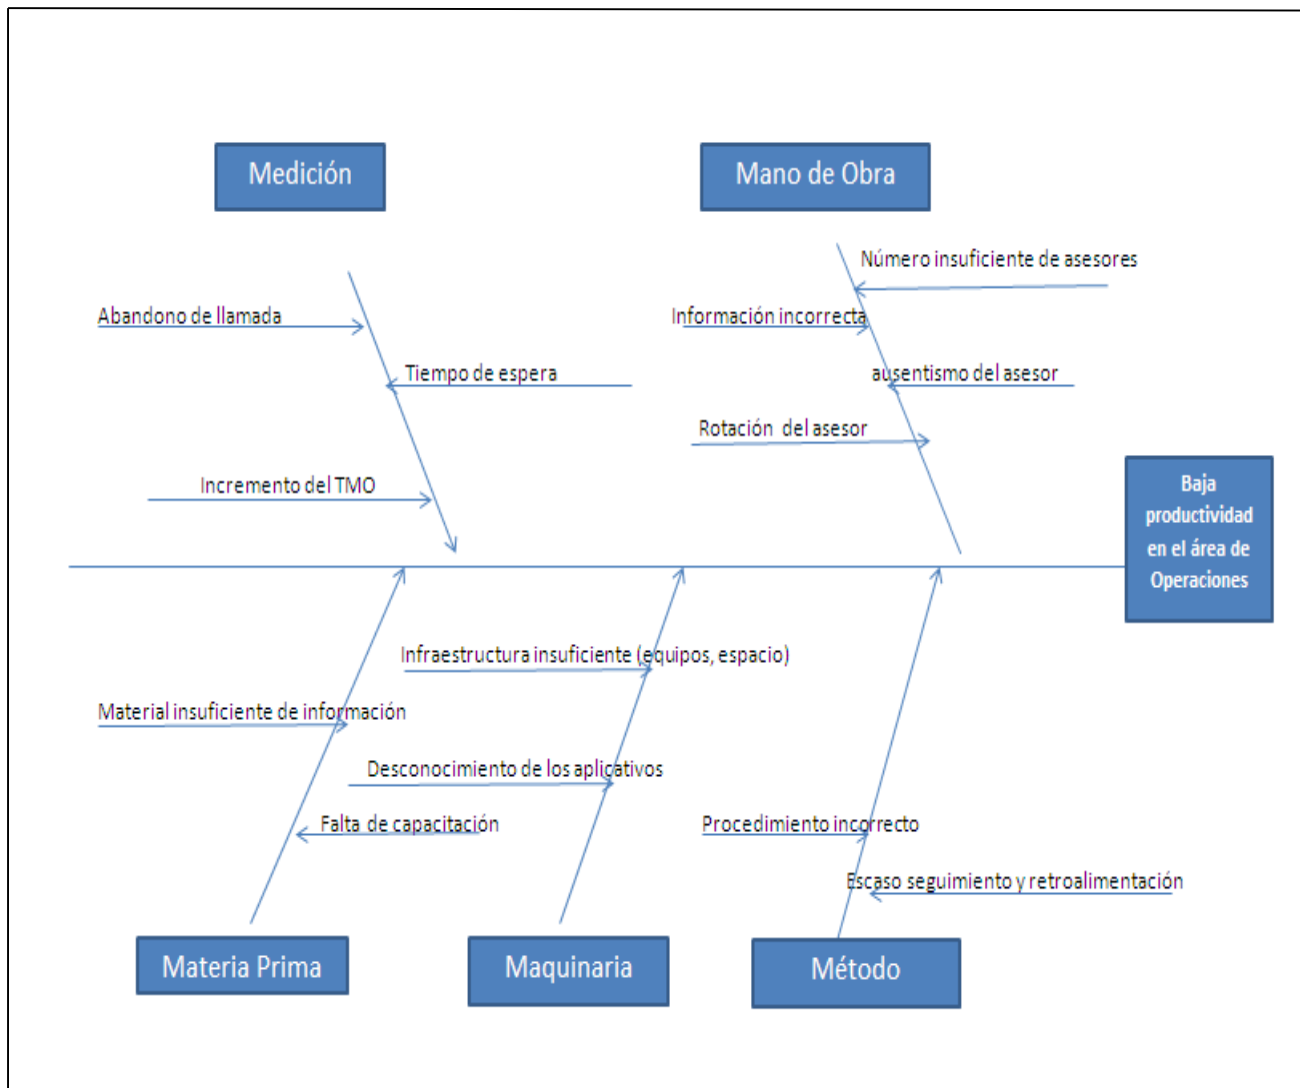 Medición
Mano de Obra
Número insuficiente de asesores
Abandono de llamada
Información incorrecta
Tiempo de espera
ausentismo del asesor
Rotación del asesor
Incremento del TMO
Baja
productividad
en el área de
Operaciones
Infraestructura insuficiente (equipos, espacio)
Material insuficiente de información
Desconocimiento de los aplicativos
Falta de capacitación
Procedimiento incorrecto
Escaso seguimiento y retroalimentación
Materia Prima
Maquinaria
Método